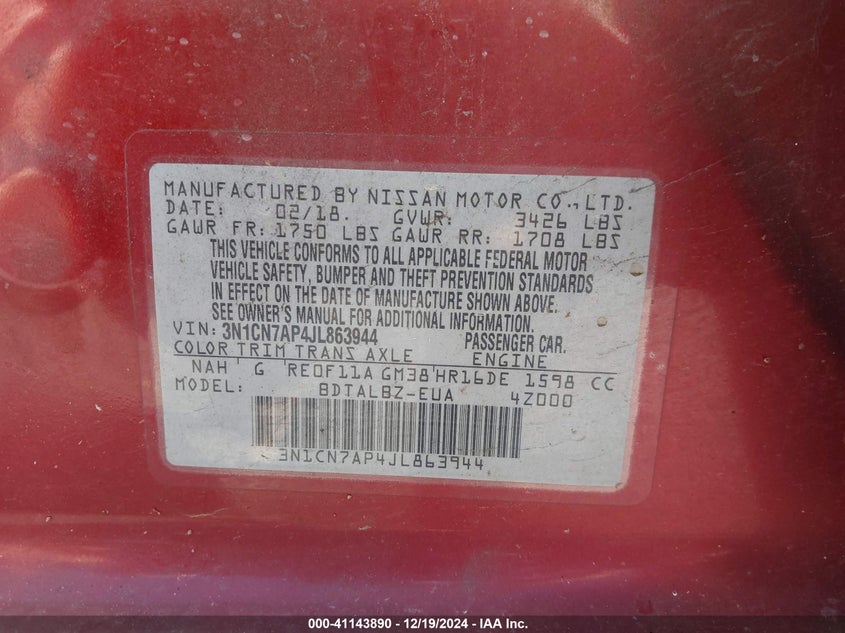 MANUFACTURED BY NISSAN MOTOR CO.,LTD.
DATE: 02/18. GVWR: 3426 LBS
GAWR FR: 1750 LBS GAWR RR: 1708 LBS
THIS VEHICLE CONFORMS TO ALL APPLICABLE FEDERAL MOTOR
VEHICLE SAFETY, BUMPER AND THEFT PREVENTION STANDARDS
IN EFFECT ON THE DATE OF MANUFACTURE SHOWN ABOVE.
SEE OWNER'S MANUAL FOR ADDITIONAL INFORMATION.
VIN: 3N1CN7AP4JL863944 PASSENGER CAR.
COLOR TRIM TRANS AXLE ENGINE
NAH G RE0F11A GM38 HR16DE 1598 CC
MODEL: BDTALBZ-EUA 4Z000
3N1CN7AP4JL863944
000-41143890 - 12/19/2024 - IAA Inc.